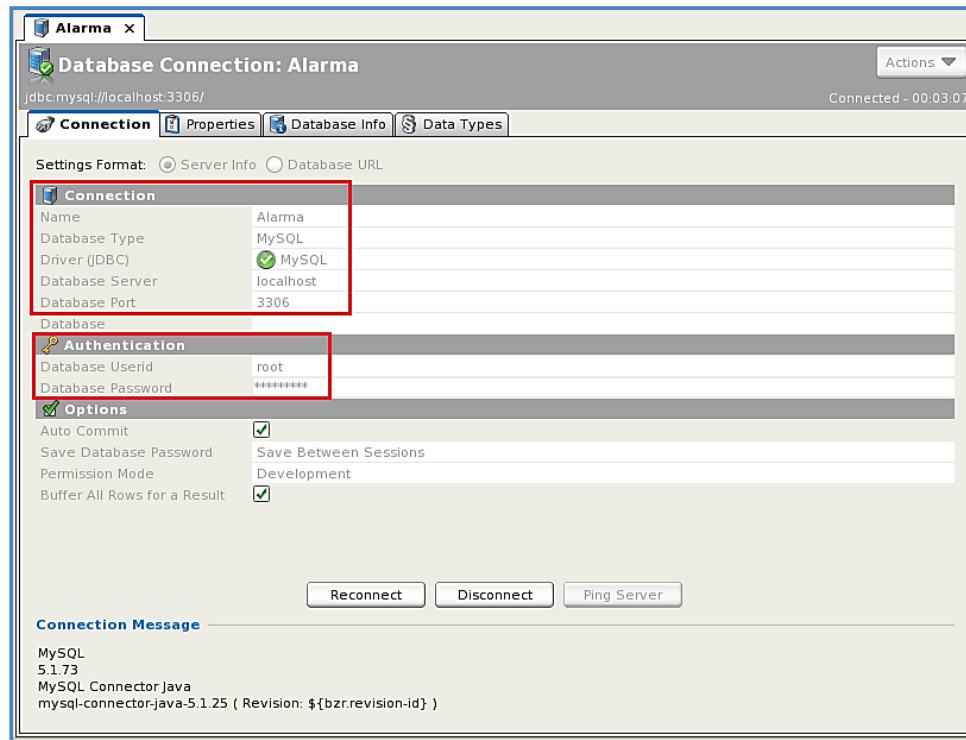 Alarma x
Database Connection: Alarma
Actions
jdbc:mysql://localhost:3306/
Connected - 00:03:07
Connection Properties Database Info Data Types
Settings Format: Server Info Database URL
Connection
Name Alarma
Database Type MySQL
Driver (JDBC) MySQL
Database Server localhost
Database Port 3306
Database
Authentication
Database Userid root
Database Password *********
Options
Auto Commit
Save Database Password Save Between Sessions
Permission Mode Development
Buffer All Rows for a Result
Reconnect Disconnect Ping Server
Connection Message
MySQL
5.1.73
MySQL Connector Java
mysql-connector-java-5.1.25 ( Revision: ${bzr.revision-id} )